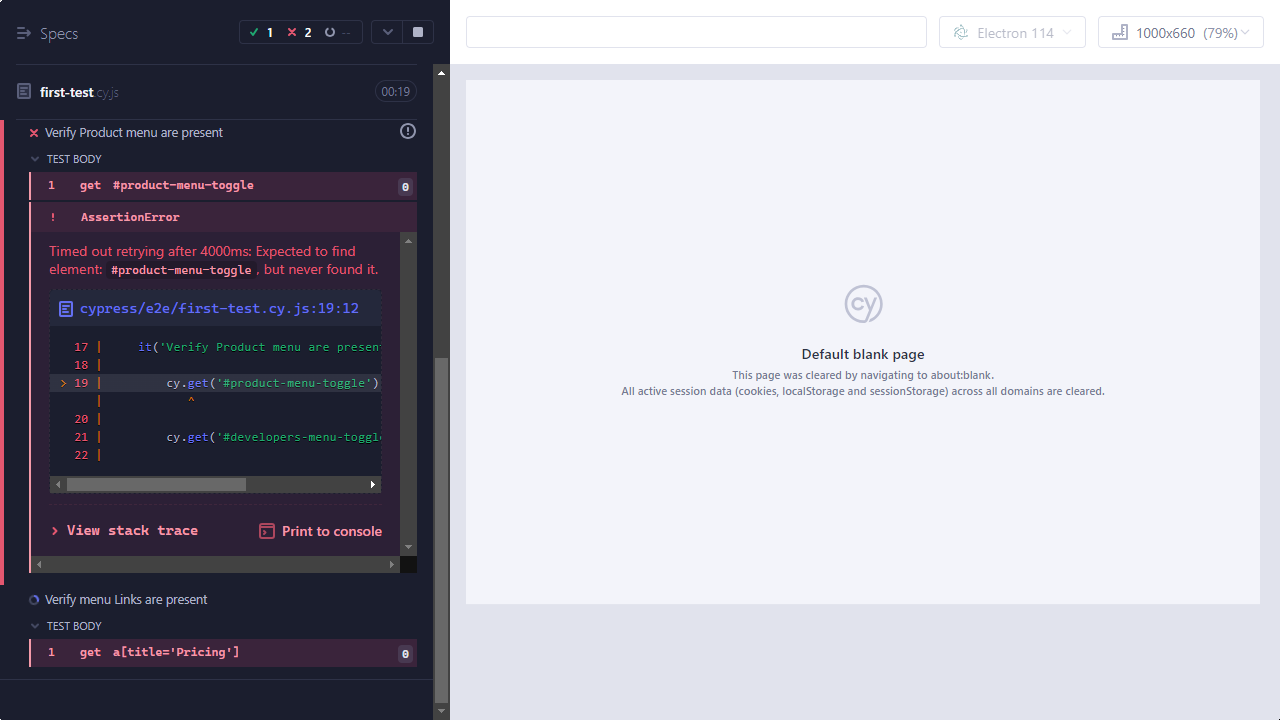 Specs
1 2 --
Electron 114
1000x660 (79%)
first-test.cy.js
00:19
Verify Product menu are present
TEST BODY
1 get #product-menu-toggle 0
! AssertionError
Timed out retrying after 4000ms: Expected to find
element: #product-menu-toggle, but never found it.
cypress/e2e/first-test.cy.js:19:12
17 | it('Verify Product menu are present
18 |
> 19 | cy.get('#product-menu-toggle')
| ^
20 |
21 | cy.get('#developers-menu-toggle
22 |
View stack trace
Print to console
Verify menu Links are present
TEST BODY
1 get a[title='Pricing'] 0
cy
Default blank page
This page was cleared by navigating to about:blank.
All active session data (cookies, localStorage and sessionStorage) across all domains are cleared.